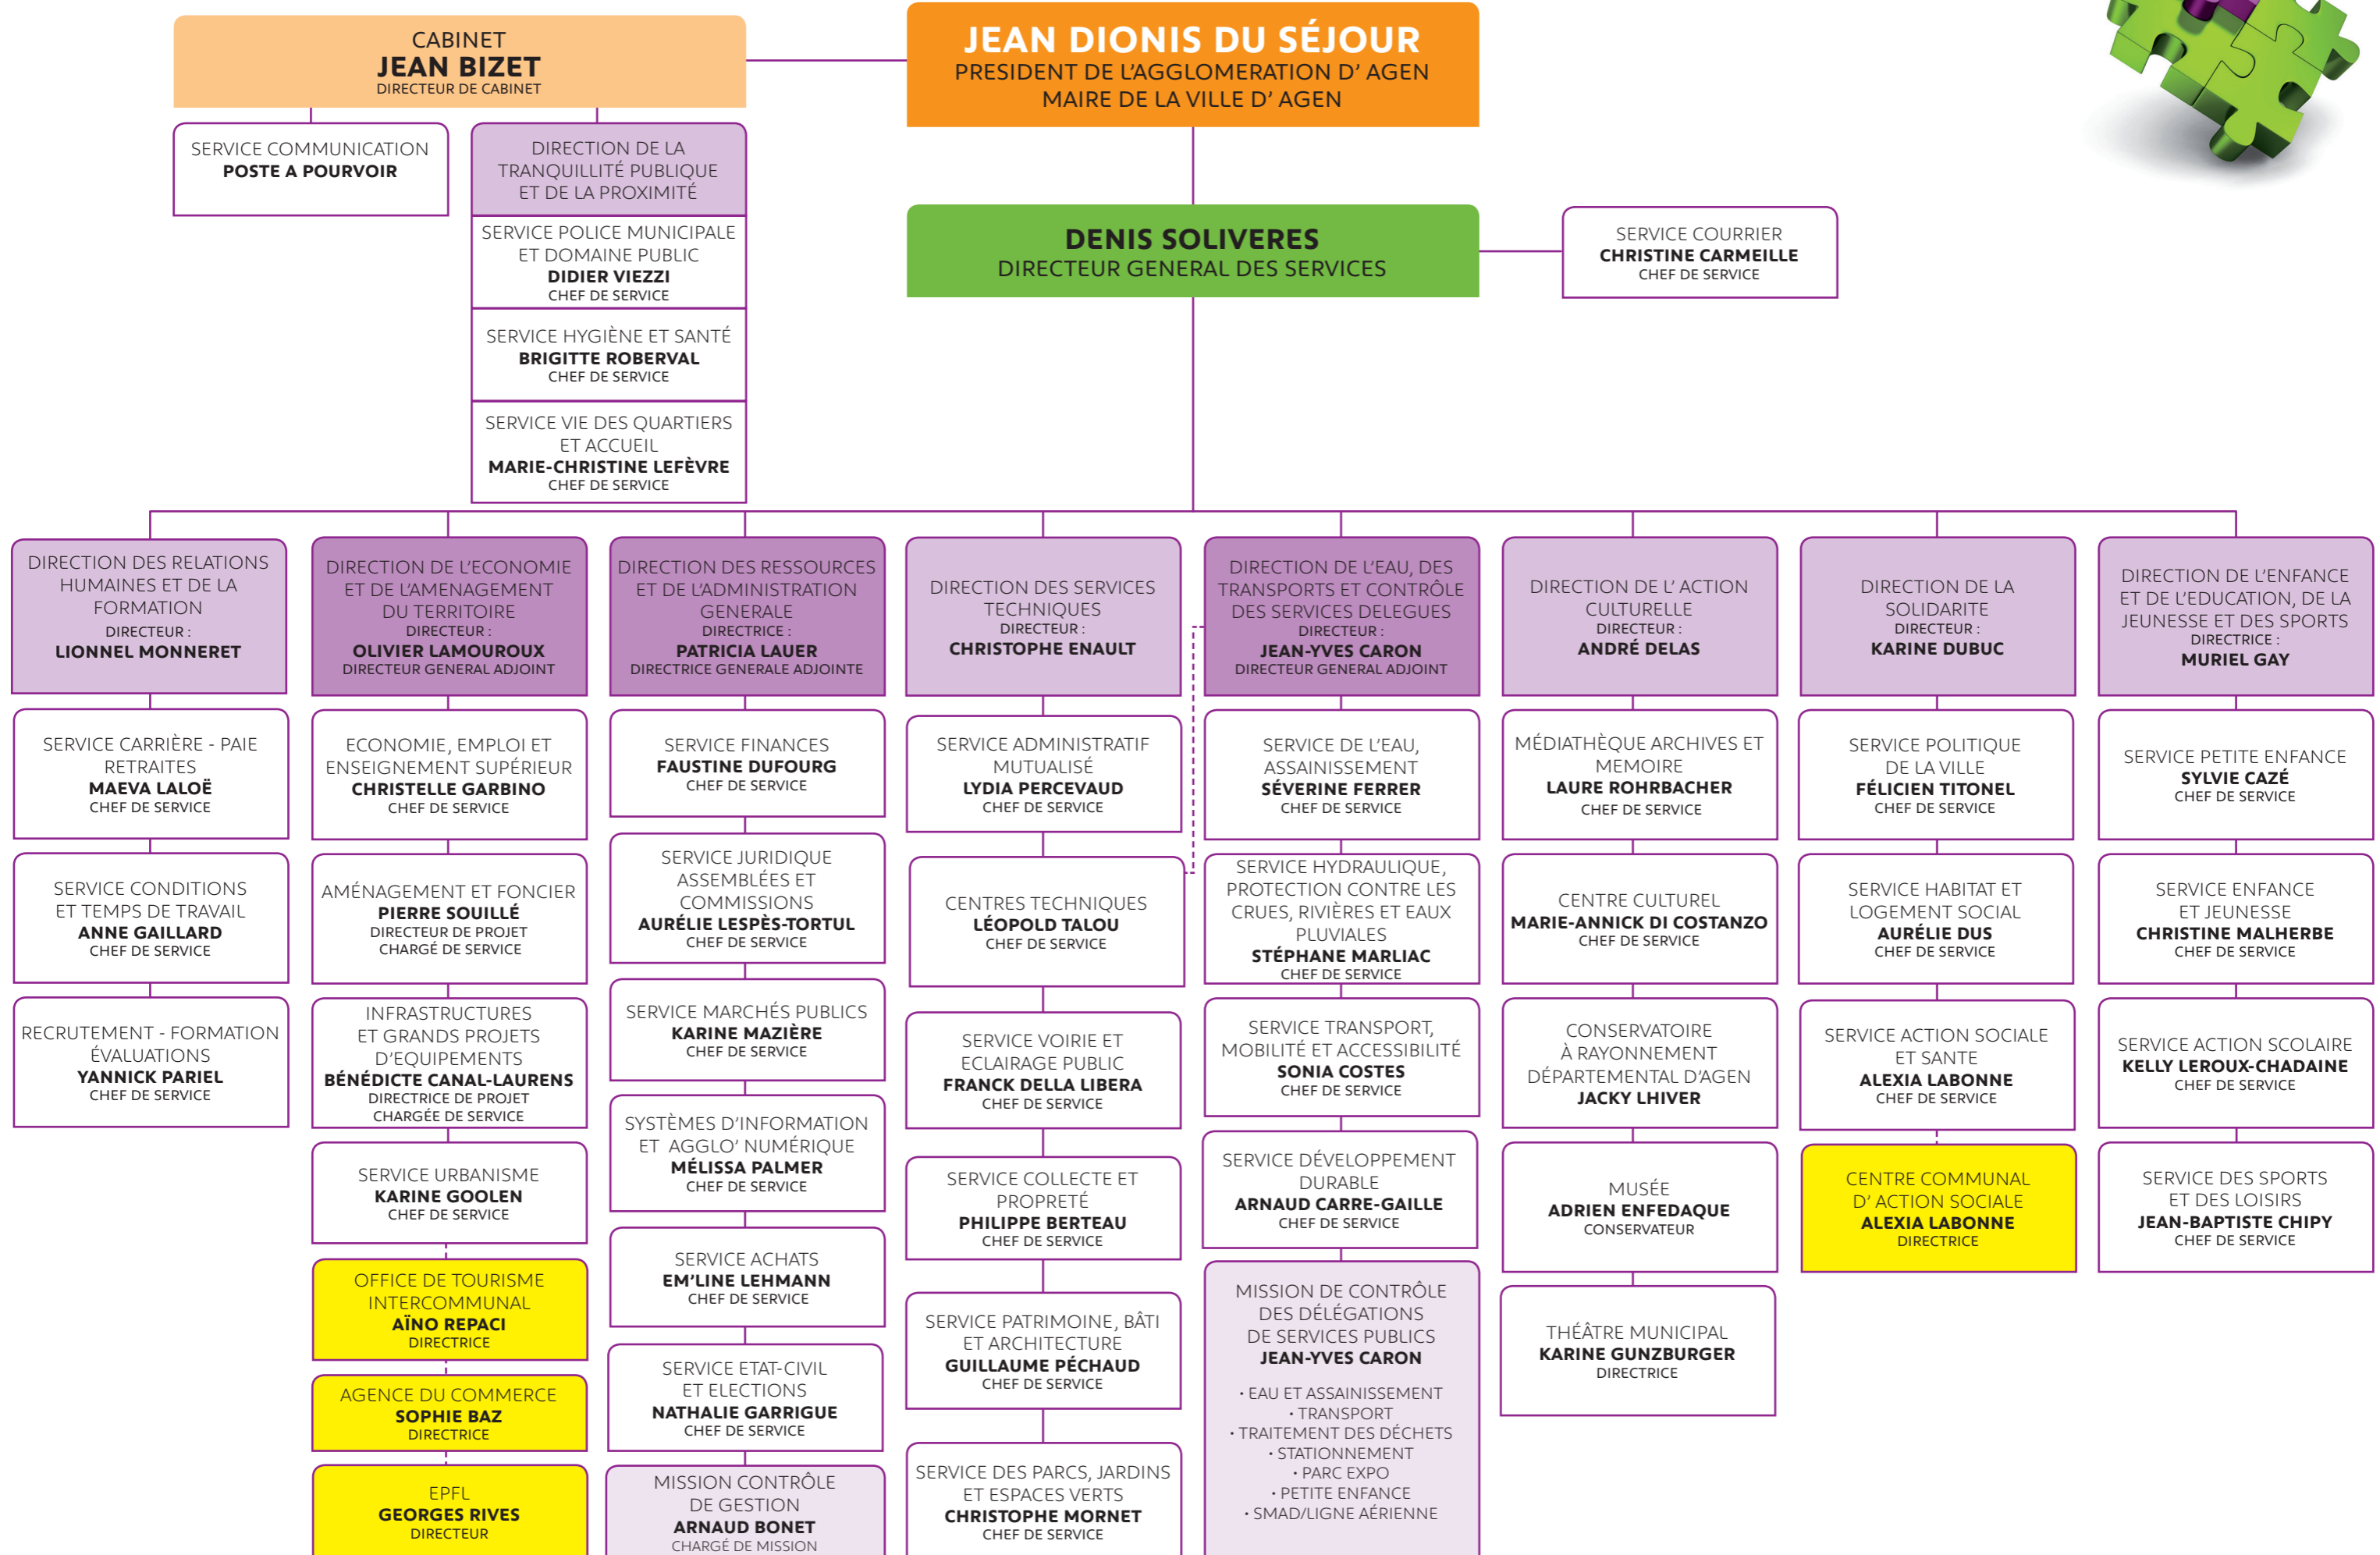 CABINET
JEAN BIZET
DIRECTEUR DE CABINET
JEAN DIONIS DU SÉJOUR
PRESIDENT DE L'AGGLOMERATION D' AGEN
MAIRE DE LA VILLE D' AGEN
SERVICE COMMUNICATION
POSTE A POURVOIR
DIRECTION DE LA
TRANQUILLITÉ PUBLIQUE
ET DE LA PROXIMITÉ
SERVICE POLICE MUNICIPALE
ET DOMAINE PUBLIC
DIDIER VIEZZI
CHEF DE SERVICE
SERVICE HYGIÈNE ET SANTÉ
BRIGITTE ROBERVAL
CHEF DE SERVICE
SERVICE VIE DES QUARTIERS
ET ACCUEIL
MARIE-CHRISTINE LEFÈVRE
CHEF DE SERVICE
DENIS SOLIVERES
DIRECTEUR GENERAL DES SERVICES
SERVICE COURRIER
CHRISTINE CARMEILLE
CHEF DE SERVICE
DIRECTION DES RELATIONS
HUMAINES ET DE LA
FORMATION
DIRECTEUR :
LIONNEL MONNERET
SERVICE CARRIÈRE - PAIE
RETRAITES
MAEVA LALOË
CHEF DE SERVICE
SERVICE CONDITIONS
ET TEMPS DE TRAVAIL
ANNE GAILLARD
CHEF DE SERVICE
RECRUTEMENT - FORMATION
ÉVALUATIONS
YANNICK PARIEL
CHEF DE SERVICE
DIRECTION DE L'ECONOMIE
ET DE L'AMENAGEMENT
DU TERRITOIRE
DIRECTEUR :
OLIVIER LAMOUROUX
DIRECTEUR GENERAL ADJOINT
ECONOMIE, EMPLOI ET
ENSEIGNEMENT SUPÉRIEUR
CHRISTELLE GARBINO
CHEF DE SERVICE
AMÉNAGEMENT ET FONCIER
PIERRE SOUILLÉ
DIRECTEUR DE PROJET
CHARGÉ DE SERVICE
INFRASTRUCTURES
ET GRANDS PROJETS
D'EQUIPEMENTS
BÉNÉDICTE CANAL-LAURENS
DIRECTRICE DE PROJET
CHARGÉE DE SERVICE
SERVICE URBANISME
KARINE GOOLEN
CHEF DE SERVICE
OFFICE DE TOURISME
INTERCOMMUNAL
AÏNO REPACI
DIRECTRICE
AGENCE DU COMMERCE
SOPHIE BAZ
DIRECTRICE
EPFL
GEORGES RIVES
DIRECTEUR
DIRECTION DES RESSOURCES
ET DE L'ADMINISTRATION
GENERALE
DIRECTRICE :
PATRICIA LAUER
DIRECTRICE GENERALE ADJOINTE
SERVICE FINANCES
FAUSTINE DUFOURG
CHEF DE SERVICE
SERVICE JURIDIQUE
ASSEMBLÉES ET
COMMISSIONS
AURÉLIE LESPÈS-TORTUL
CHEF DE SERVICE
SERVICE MARCHÉS PUBLICS
KARINE MAZIÈRE
CHEF DE SERVICE
SYSTÈMES D'INFORMATION
ET AGGLO' NUMÉRIQUE
MÉLISSA PALMER
CHEF DE SERVICE
SERVICE ACHATS
EM'LINE LEHMANN
CHEF DE SERVICE
SERVICE ETAT-CIVIL
ET ELECTIONS
NATHALIE GARRIGUE
CHEF DE SERVICE
MISSION CONTRÔLE
DE GESTION
ARNAUD BONET
CHARGÉ DE MISSION
DIRECTION DES SERVICES
TECHNIQUES
DIRECTEUR :
CHRISTOPHE ENAULT
SERVICE ADMINISTRATIF
MUTUALISÉ
LYDIA PERCEVAUD
CHEF DE SERVICE
CENTRES TECHNIQUES
LÉOPOLD TALOU
CHEF DE SERVICE
SERVICE VOIRIE ET
ECLAIRAGE PUBLIC
FRANCK DELLA LIBERA
CHEF DE SERVICE
SERVICE COLLECTE ET
PROPRETÉ
PHILIPPE BERTEAU
CHEF DE SERVICE
SERVICE PATRIMOINE, BÂTI
ET ARCHITECTURE
GUILLAUME PÉCHAUD
CHEF DE SERVICE
SERVICE DES PARCS, JARDINS
ET ESPACES VERTS
CHRISTOPHE MORNET
CHEF DE SERVICE
DIRECTION DE L'EAU, DES
TRANSPORTS ET CONTRÔLE
DES SERVICES DELEGUES
DIRECTEUR :
JEAN-YVES CARON
DIRECTEUR GENERAL ADJOINT
SERVICE DE L'EAU,
ASSAINISSEMENT
SÉVERINE FERRER
CHEF DE SERVICE
SERVICE HYDRAULIQUE,
PROTECTION CONTRE LES
CRUES, RIVIÈRES ET EAUX
PLUVIALES
STÉPHANE MARLIAC
CHEF DE SERVICE
SERVICE TRANSPORT,
MOBILITÉ ET ACCESSIBILITÉ
SONIA COSTES
CHEF DE SERVICE
SERVICE DÉVELOPPEMENT
DURABLE
ARNAUD CARRE-GAILLE
CHEF DE SERVICE
MISSION DE CONTRÔLE
DES DÉLÉGATIONS
DE SERVICES PUBLICS
JEAN-YVES CARON
• EAU ET ASSAINISSEMENT
• TRANSPORT
• TRAITEMENT DES DÉCHETS
• STATIONNEMENT
• PARC EXPO
• PETITE ENFANCE
• SMAD/LIGNE AÉRIENNE
DIRECTION DE L' ACTION
CULTURELLE
DIRECTEUR :
ANDRÉ DELAS
MÉDIATHÈQUE ARCHIVES ET
MEMOIRE
LAURE ROHRBACHER
CHEF DE SERVICE
CENTRE CULTUREL
MARIE-ANNICK DI COSTANZO
CHEF DE SERVICE
CONSERVATOIRE
À RAYONNEMENT
DÉPARTEMENTAL D'AGEN
JACKY LHIVER
MUSÉE
ADRIEN ENFEDAQUE
CONSERVATEUR
THÉÂTRE MUNICIPAL
KARINE GUNZBURGER
DIRECTRICE
DIRECTION DE LA
SOLIDARITE
DIRECTEUR :
KARINE DUBUC
SERVICE POLITIQUE
DE LA VILLE
FÉLICIEN TITONEL
CHEF DE SERVICE
SERVICE HABITAT ET
LOGEMENT SOCIAL
AURÉLIE DUS
CHEF DE SERVICE
SERVICE ACTION SOCIALE
ET SANTE
ALEXIA LABONNE
CHEF DE SERVICE
CENTRE COMMUNAL
D' ACTION SOCIALE
ALEXIA LABONNE
DIRECTRICE
DIRECTION DE L'ENFANCE
ET DE L'EDUCATION, DE LA
JEUNESSE ET DES SPORTS
DIRECTRICE :
MURIEL GAY
SERVICE PETITE ENFANCE
SYLVIE CAZÉ
CHEF DE SERVICE
SERVICE ENFANCE
ET JEUNESSE
CHRISTINE MALHERBE
CHEF DE SERVICE
SERVICE ACTION SCOLAIRE
KELLY LEROUX-CHADAINE
CHEF DE SERVICE
SERVICE DES SPORTS
ET DES LOISIRS
JEAN-BAPTISTE CHIPY
CHEF DE SERVICE